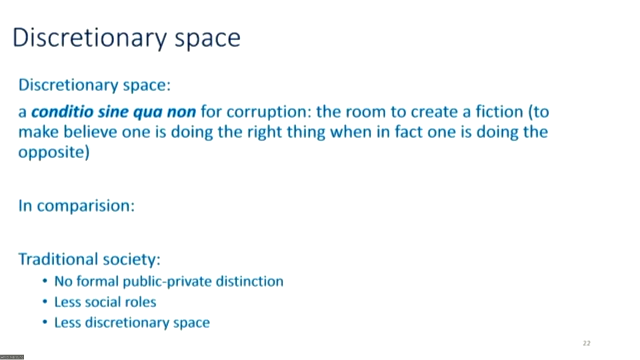 Discretionary space
Discretionary space:
a conditio sine qua non for corruption: the room to create a fiction (to
make believe one is doing the right thing when in fact one is doing the
opposite)
In comparision:
Traditional society:
• No formal public-private distinction
• Less social roles
• Less discretionary space
22